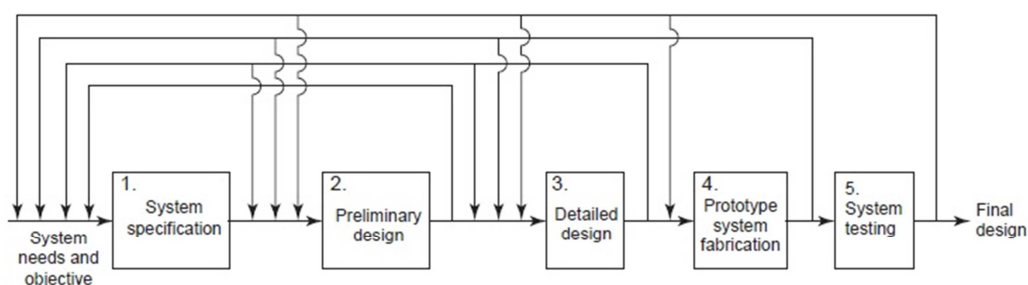 1.
System
specification
2.
Preliminary
design
3.
Detailed
design
4.
Prototype
system
fabrication
5.
System
testing
System
needs and
objective
Final
design